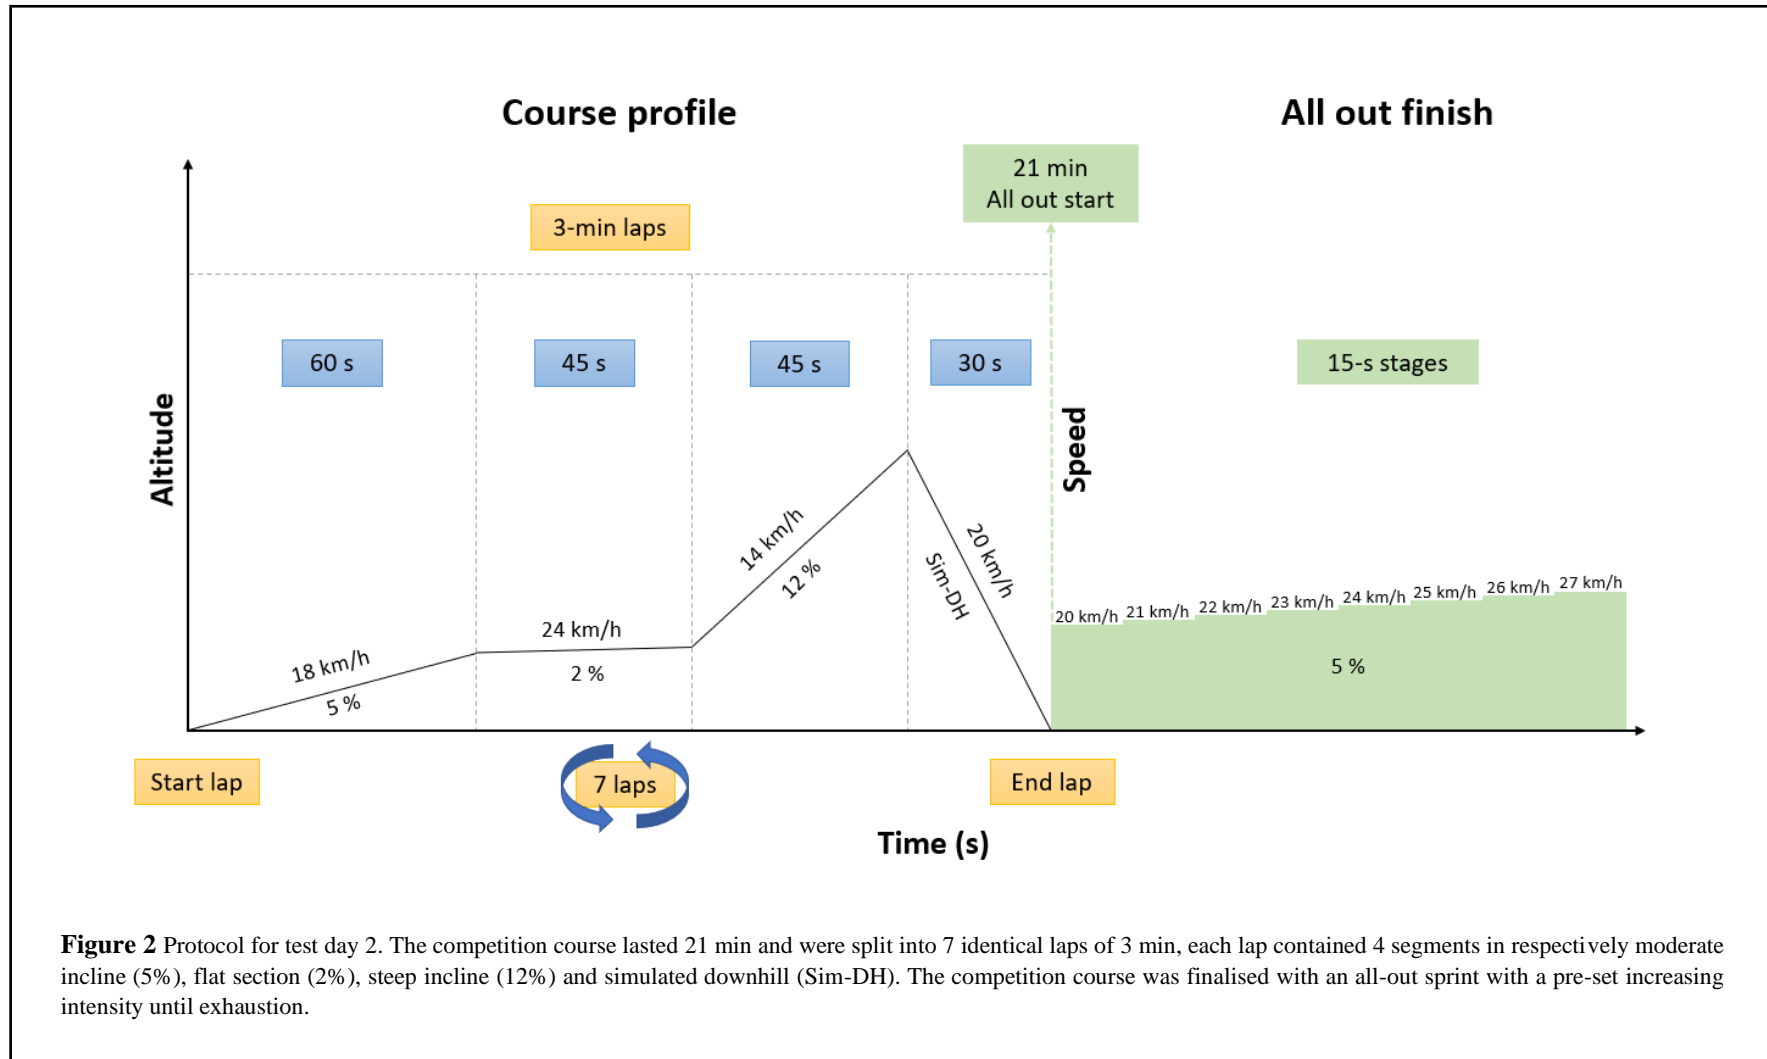 Course profile
All out finish
21 min
All out start
3-min laps
60 s
45 s
45 s
30 s
15-s stages
Altitude
Speed
18 km/h
5 %
24 km/h
2 %
14 km/h
12 %
20 km/h
Sim-DH
20 km/h
21 km/h
22 km/h
23 km/h
24 km/h
25 km/h
26 km/h
27 km/h
5 %
Start lap
7 laps
End lap
Time (s)
Figure 2 Protocol for test day 2. The competition course lasted 21 min and were split into 7 identical laps of 3 min, each lap contained 4 segments in respectively moderate
incline (5%), flat section (2%), steep incline (12%) and simulated downhill (Sim-DH). The competition course was finalised with an all-out sprint with a pre-set increasing
intensity until exhaustion.